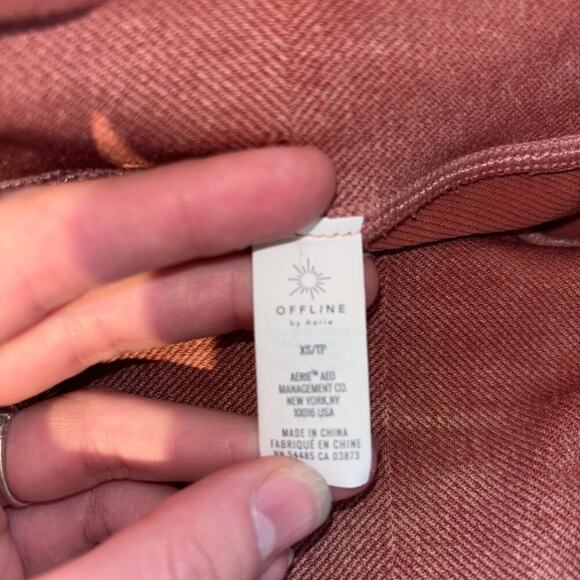 OFFLINE
by Aerie
XS/TP
AERIE™ AEO
MANAGEMENT CO.
NEW YORK,NY
10016 USA
MADE IN CHINA
FABRIQUÉ EN CHINE
RN 54485 CA 03873